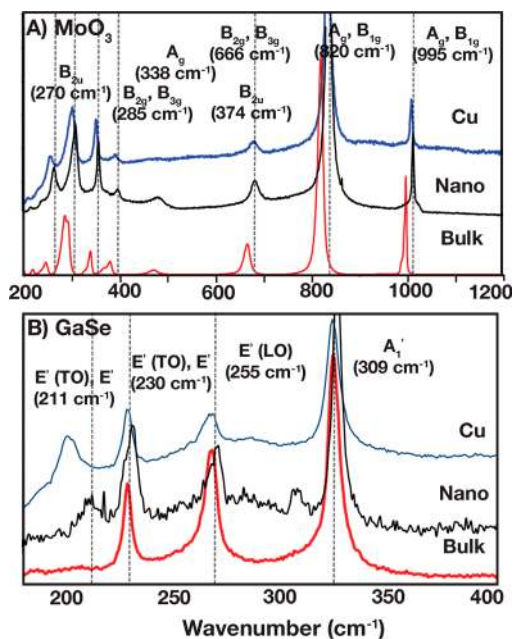 A) MoO3
B2u
(270 cm-1)
B2g, B3g
(285 cm-1)
Ag
(338 cm-1)
B2g, B3g
(666 cm-1)
B2u
(374 cm-1)
Ag, B1g
(820 cm-1)
Ag, B1g
(995 cm-1)
Cu
Nano
Bulk
200 400 600 800 1000 1200
B) GaSe
E' (TO), E'
(211 cm-1)
E' (TO), E'
(230 cm-1)
E' (LO)
(255 cm-1)
A1'
(309 cm-1)
Cu
Nano
Bulk
200 250 300 350 400
Wavenumber (cm-1)